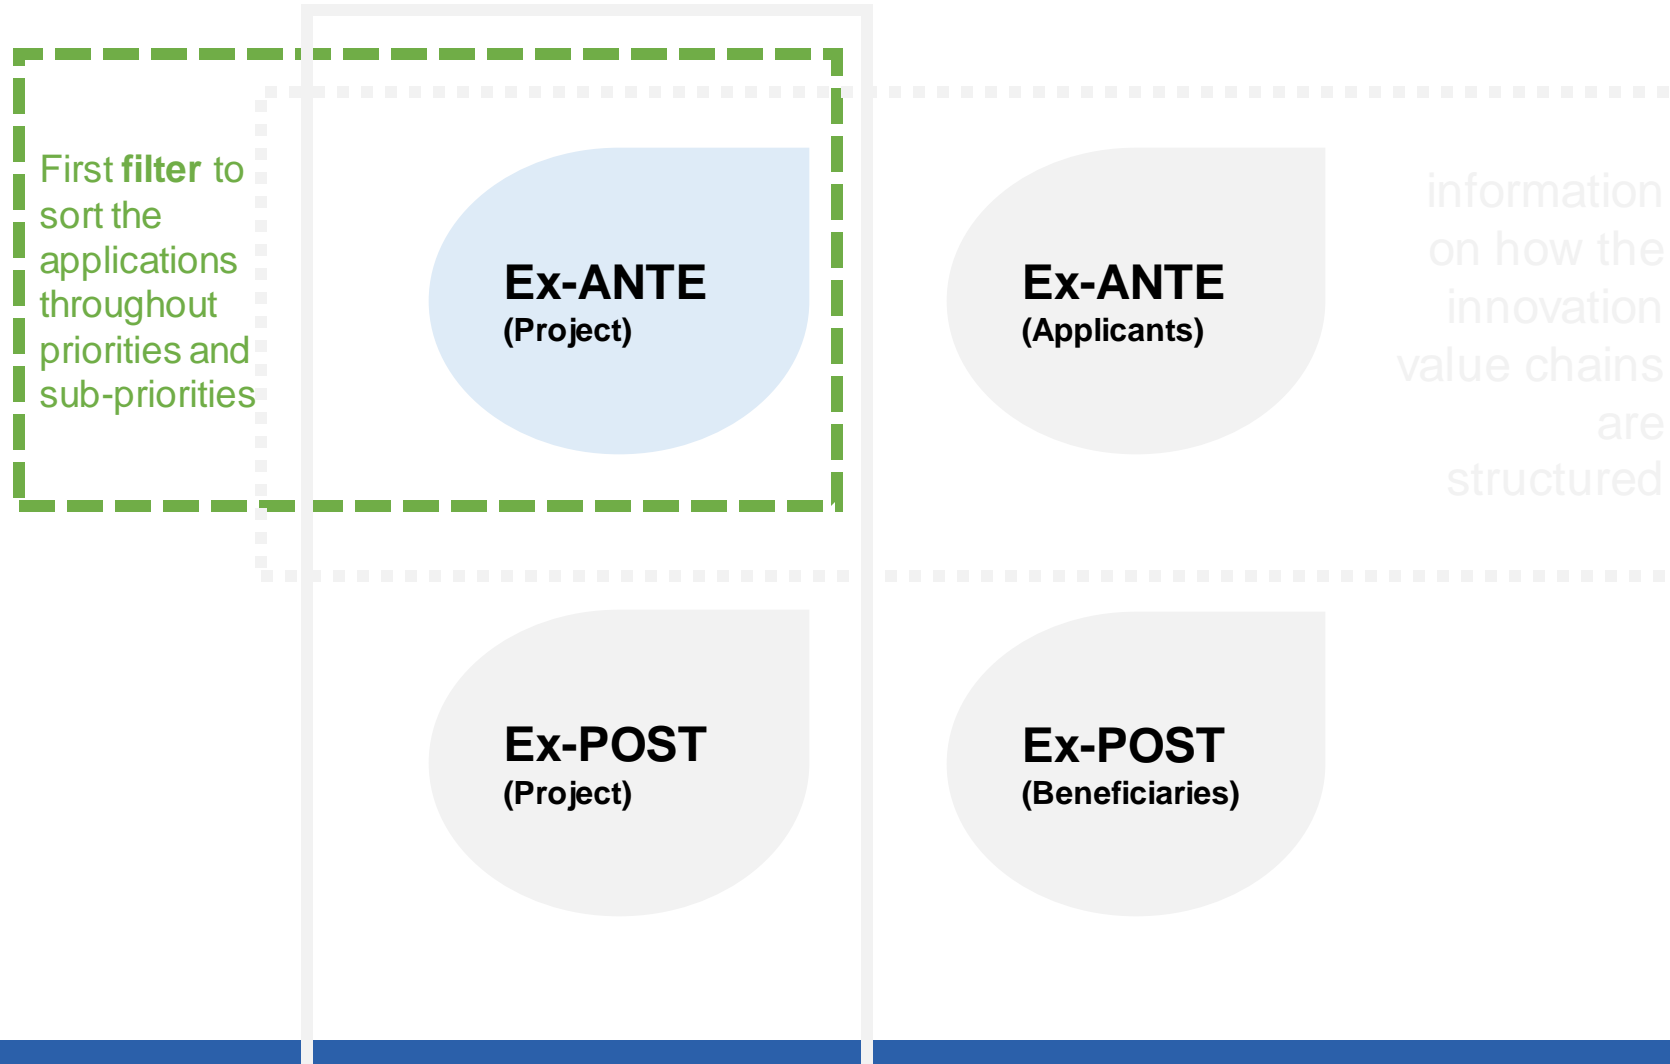 First filter to
sort the
applications
throughout
priorities and
sub-priorities
Ex-ANTE
(Project)
Ex-ANTE
(Applicants)
information
on how the
innovation
value chains
are
structured
Ex-POST
(Project)
Ex-POST
(Beneficiaries)